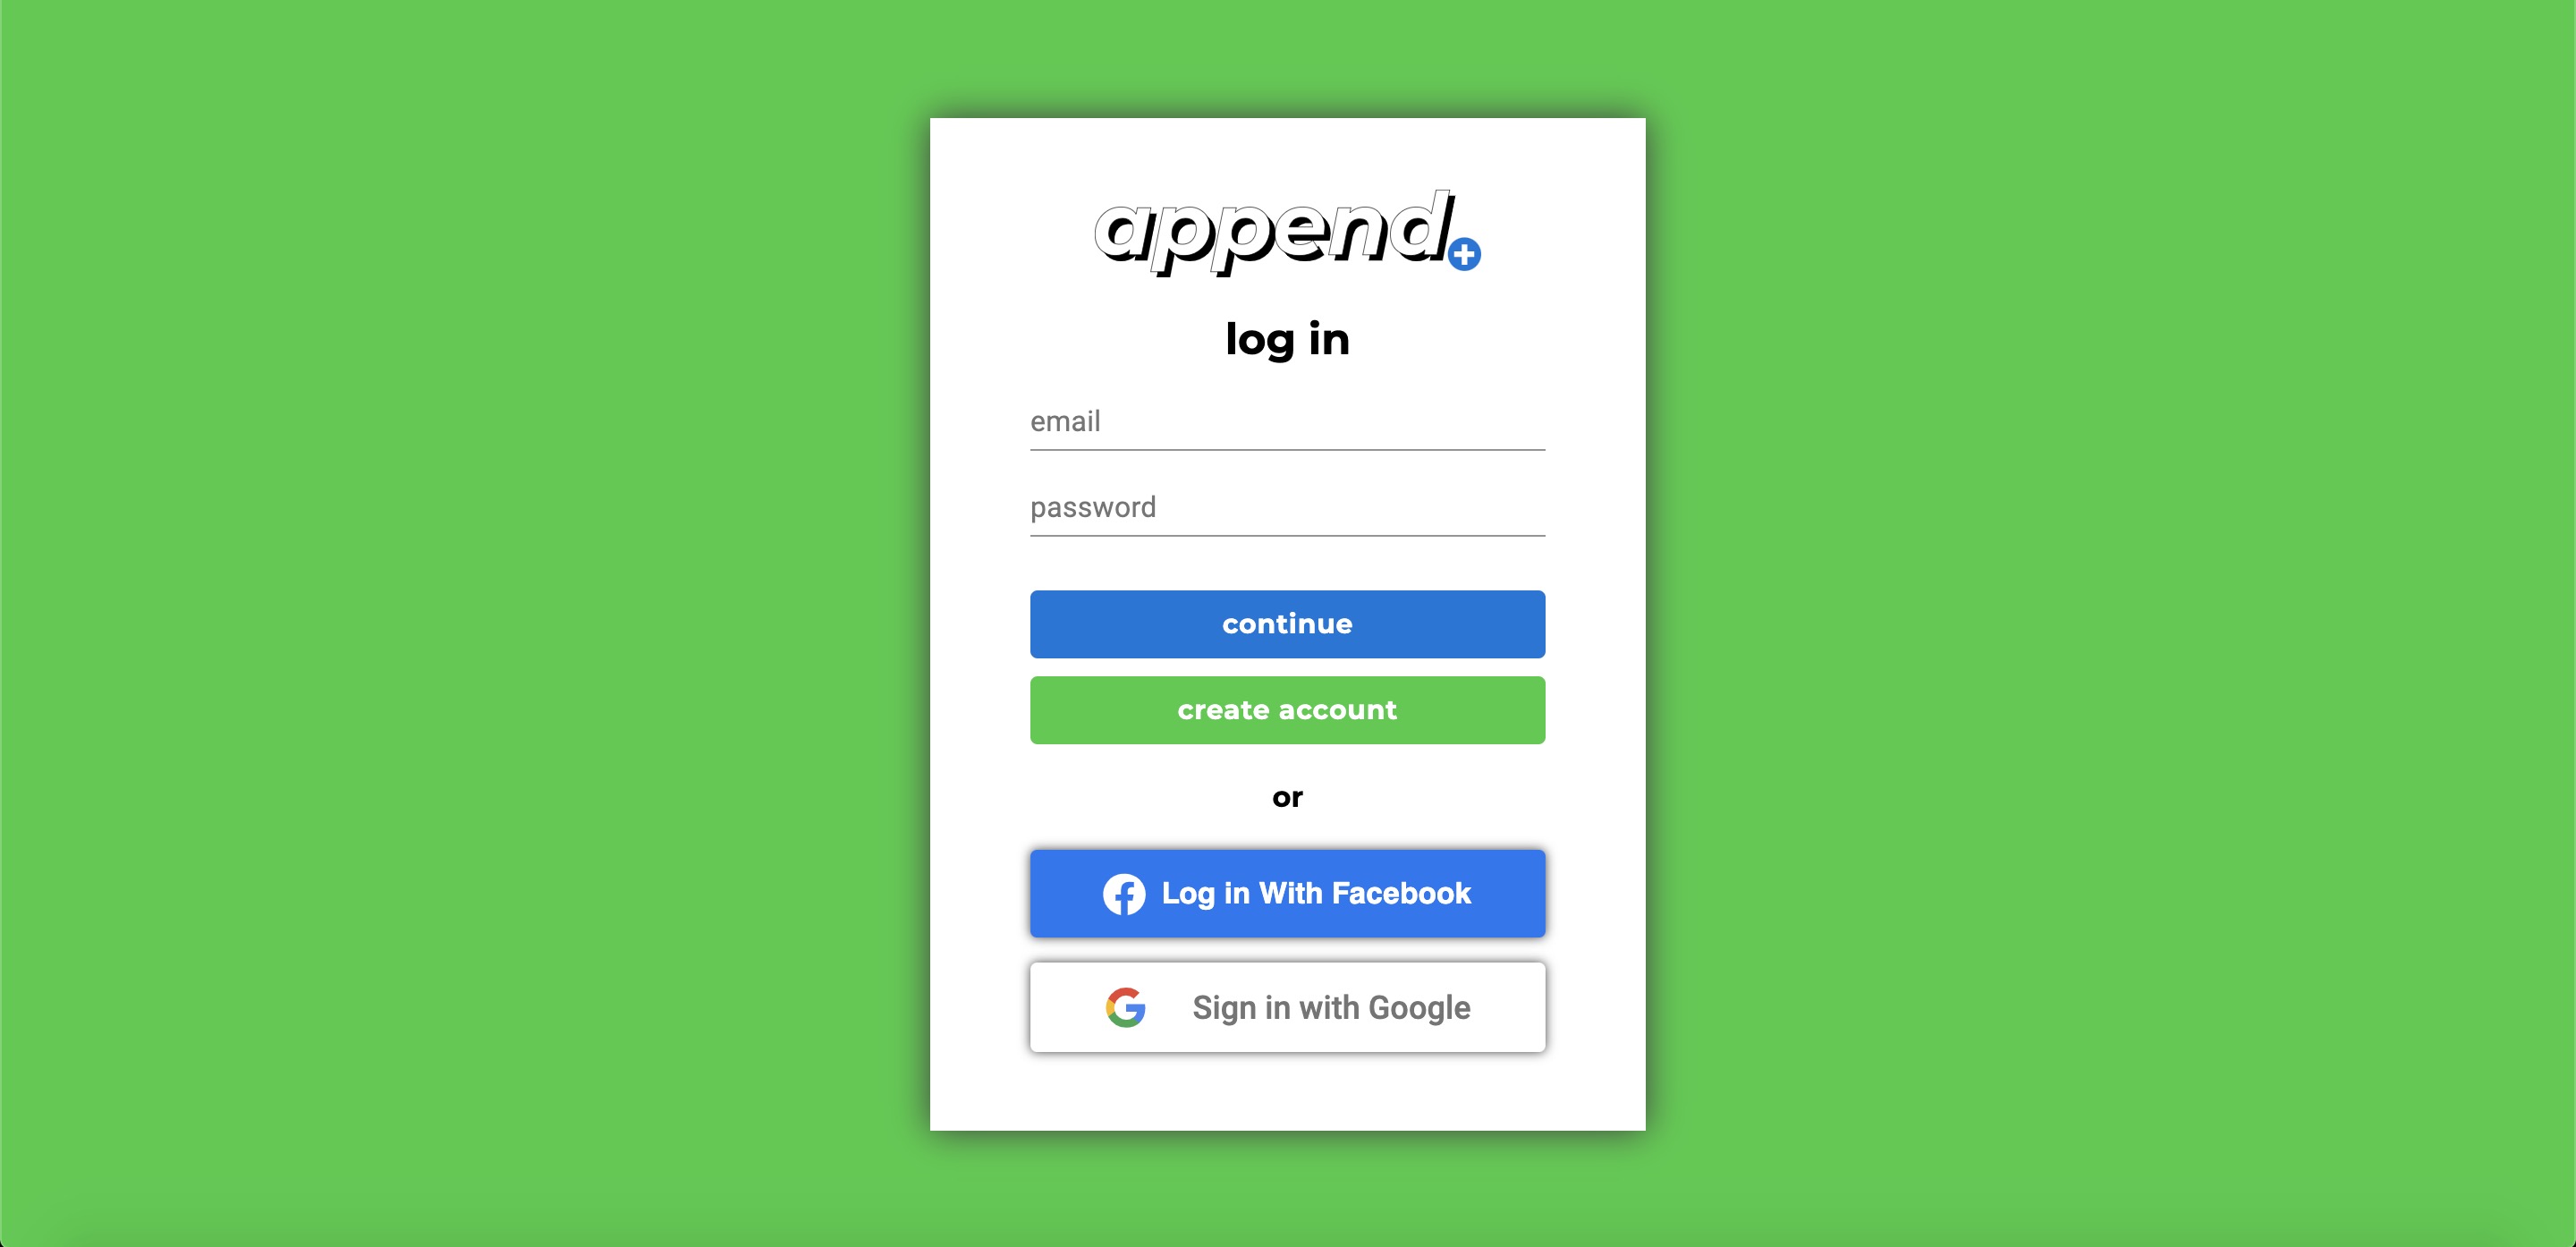 append
log in
email
password
continue
create account
or
Log in With Facebook
Sign in with Google